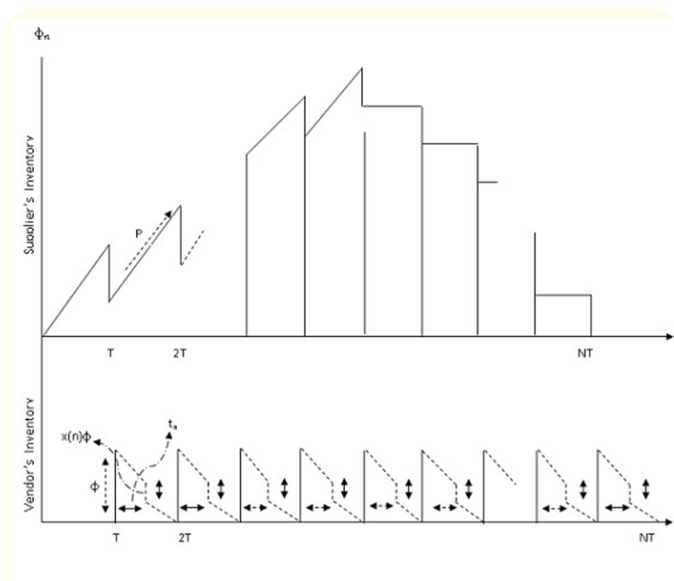 ϕn
Supplier's Inventory
P
T 2T NT
Vendor's Inventory
x(n)ϕ
tn
ϕ
T 2T NT